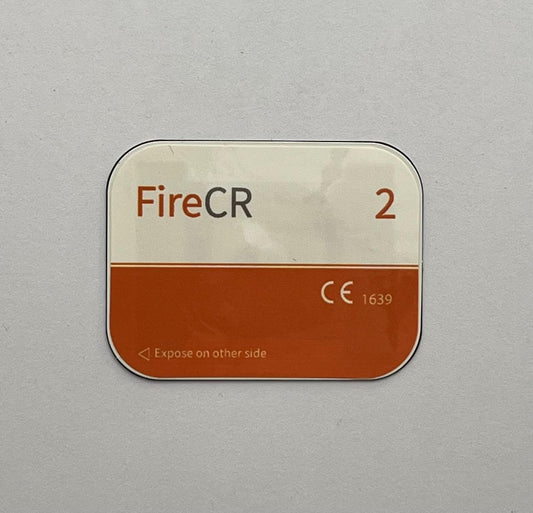 FireCR 2
CE 1639
◁ Expose on other side